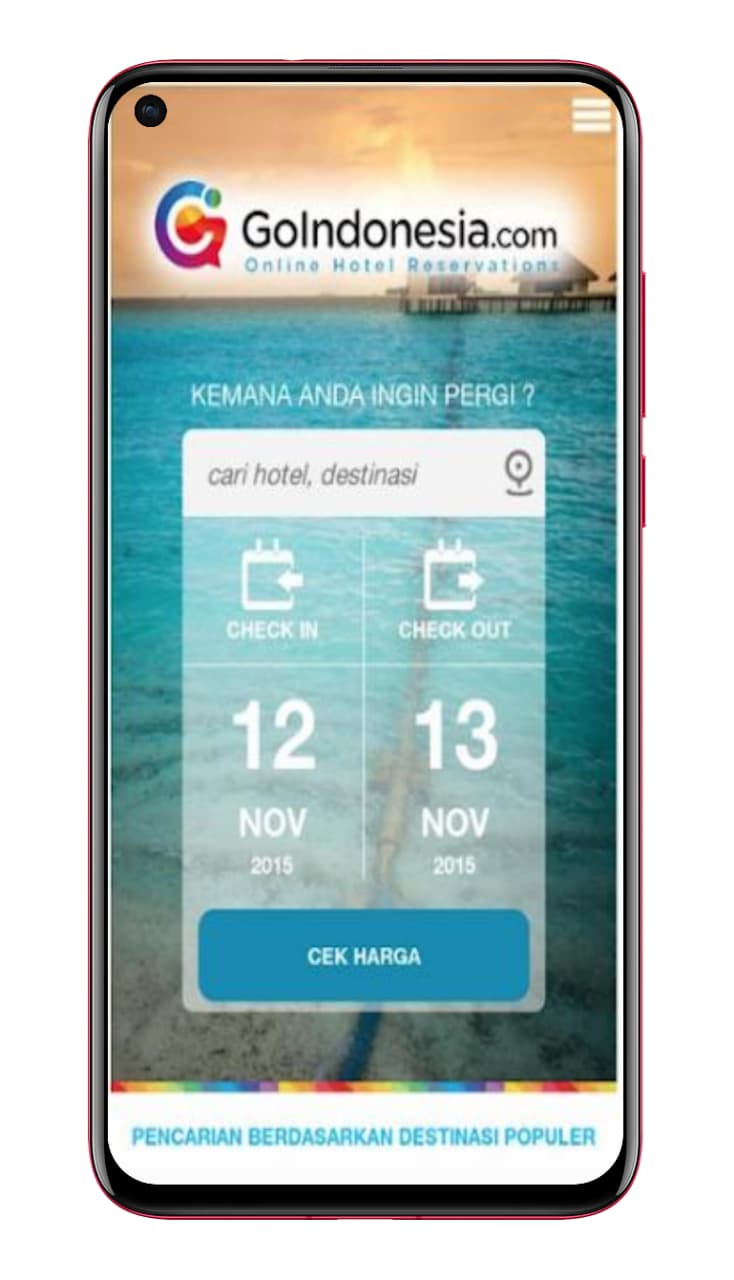 GoIndonesia.com
Online Hotel Reservations
KEMANA ANDA INGIN PERGI ?
cari hotel, destinasi
CHECK IN
CHECK OUT
12
13
NOV
NOV
2015
2015
CEK HARGA
PENCARIAN BERDASARKAN DESTINASI POPULER